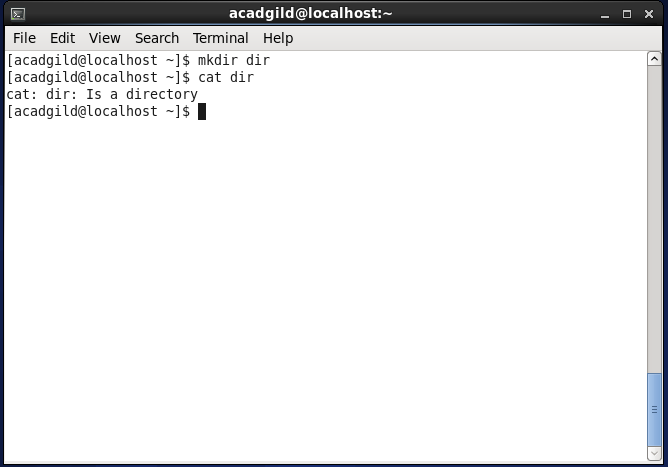 acadgild@localhost:~
File Edit View Search Terminal Help
[acadgild@localhost ~]$ mkdir dir
[acadgild@localhost ~]$ cat dir
cat: dir: Is a directory
[acadgild@localhost ~]$